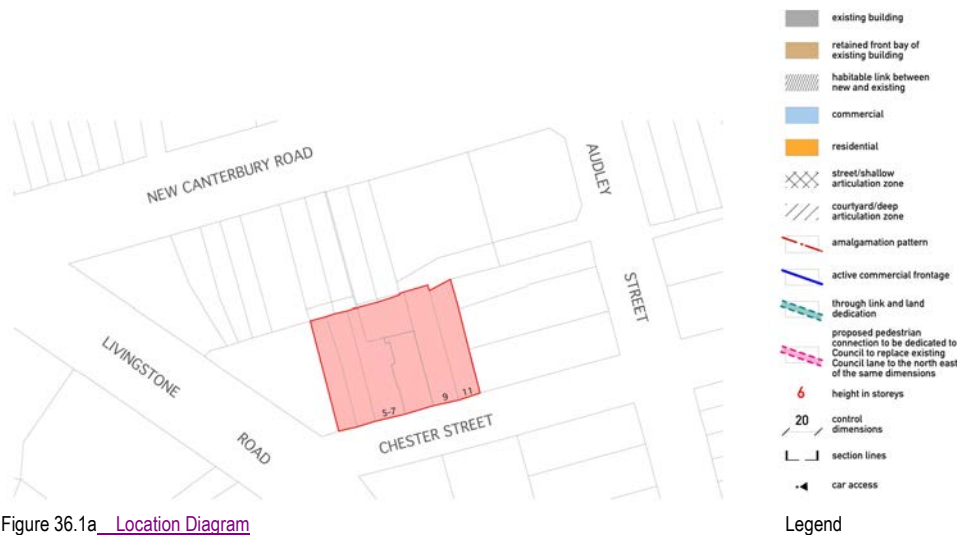 NEW CANTERBURY ROAD
AUDLEY
STREET
LIVINGSTONE
ROAD
CHESTER STREET
5-7
9
11
existing building
retained front bay of
existing building
habitable link between
new and existing
commercial
residential
street/shallow
articulation zone
courtyard/deep
articulation zone
amalgamation pattern
active commercial frontage
through link and land
dedication
proposed pedestrian
connection to be dedicated to
Council to replace existing
Council lane to the north east
of the same dimensions
6
height in storeys
20
control
dimensions
section lines
car access
Figure 36.1a Location Diagram
Legend